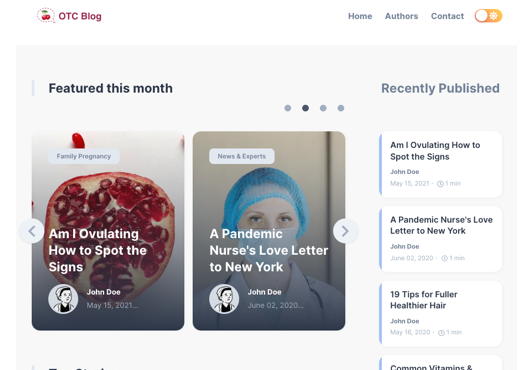 OTC Blog
Home
Authors
Contact
Featured this month
Recently Published
Family Pregnancy
Am I Ovulating
How to Spot the
Signs
John Doe
May 15, 2021...
News & Experts
A Pandemic
Nurse's Love Letter
to New York
John Doe
June 02, 2020...
Am I Ovulating How to
Spot the Signs
John Doe
May 15, 2021 · 1 min
A Pandemic Nurse's Love
Letter to New York
John Doe
June 02, 2020 · 1 min
19 Tips for Fuller
Healthier Hair
John Doe
May 16, 2020 · 1 min
Common Vitamins &